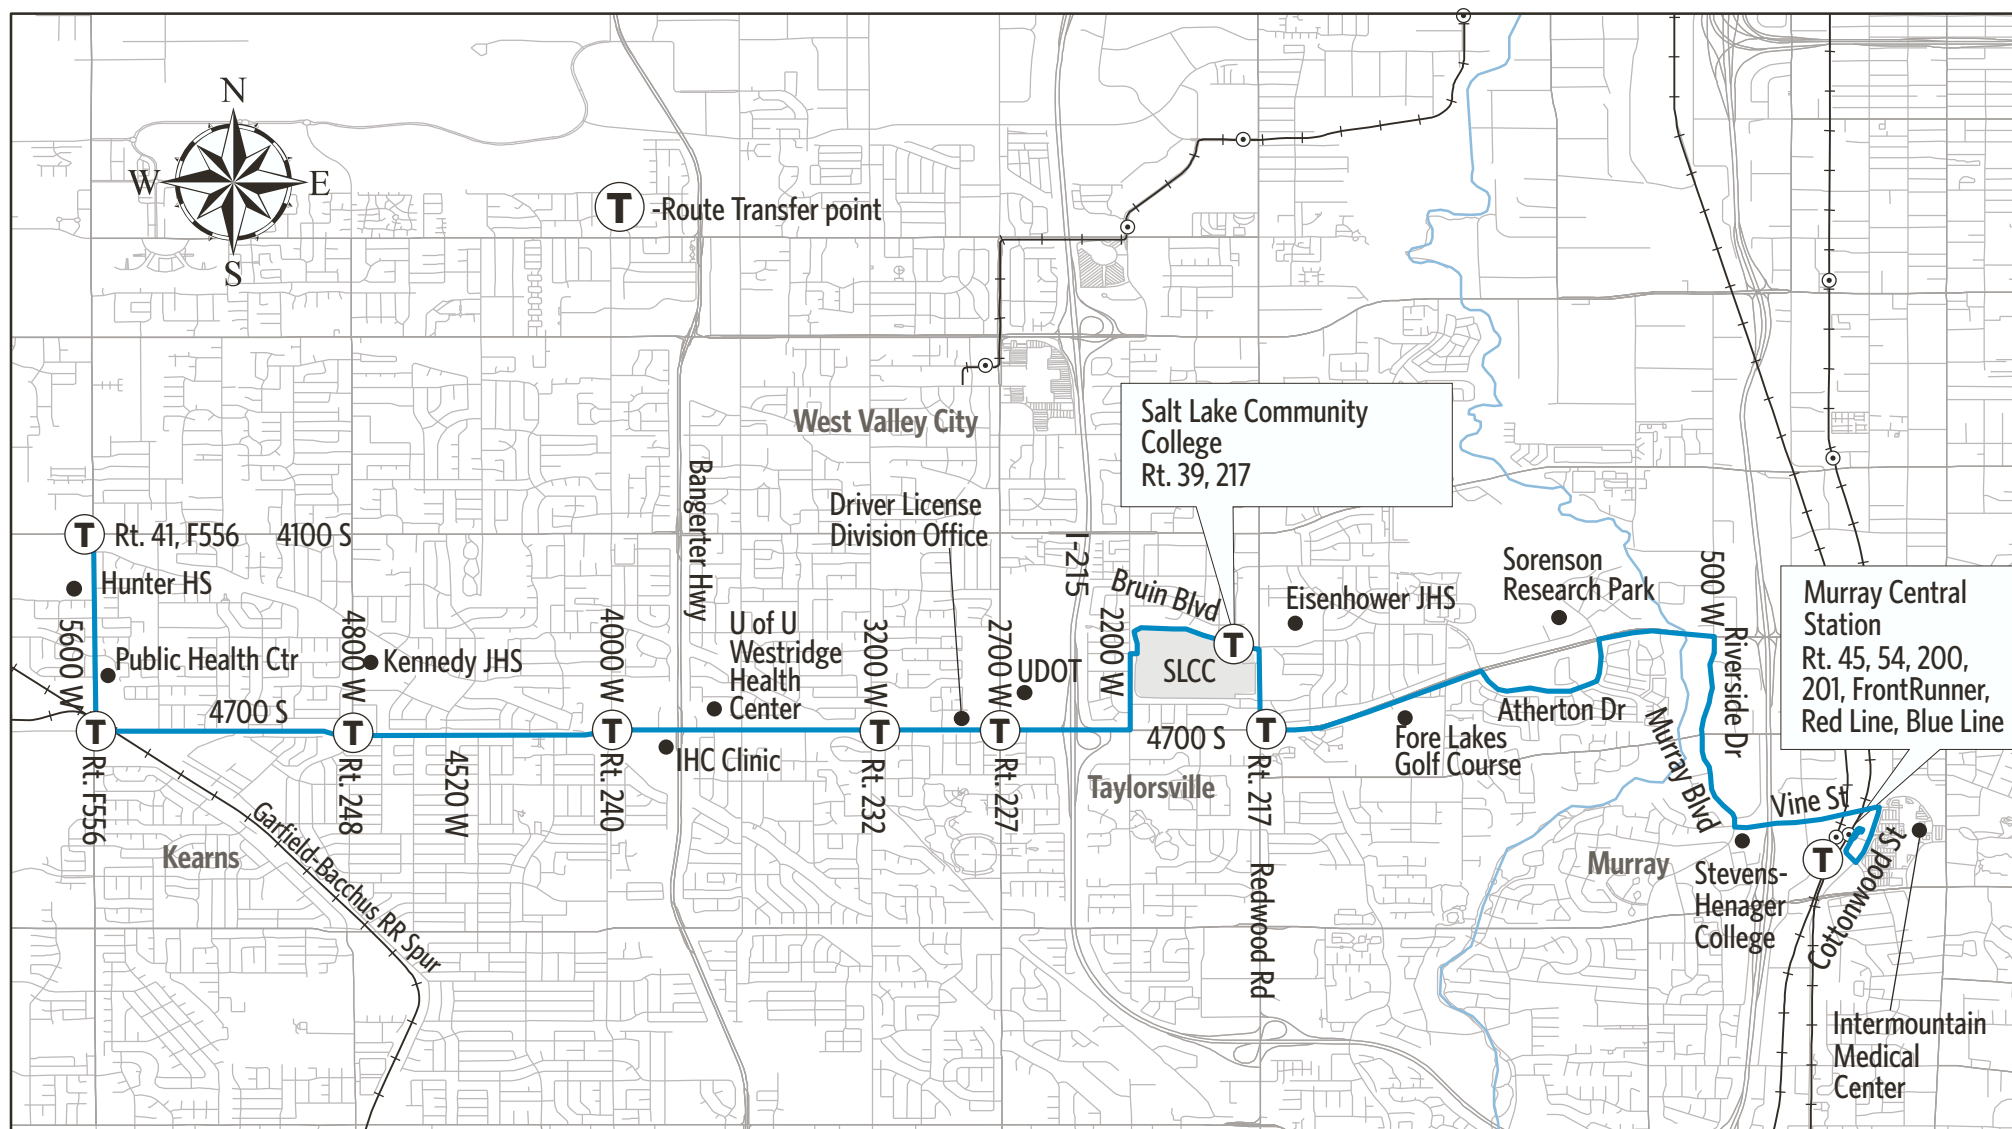 N
W
E
S
T
-Route Transfer point
West Valley City
Salt Lake Community
College
Rt. 39, 217
Bangerter Hwy
Driver License
Division Office
T
Rt. 41, F556
4100 S
I-215
Hunter HS
5600 W
Public Health Ctr
4800 W
Kennedy JHS
4000 W
U of U
Westridge
Health
Center
3200 W
2700 W
UDOT
2200 W
Bruin Blvd
SLCC
T
Eisenhower JHS
Sorenson
Research Park
500 W
Riverside Dr
Murray Central
Station
Rt. 45, 54, 200,
201, FrontRunner,
Red Line, Blue Line
4700 S
T
T
T
T
T
T
4700 S
Atherton Dr
Murray Blvd
Fore Lakes
Golf Course
IHC Clinic
4520 W
Rt. F556
Rt. 248
Rt. 240
Rt. 232
Rt. 227
Taylorsville
Rt. 217
Redwood Rd
Vine St
T
Cottonwood St
Kearns
Garfield-Bacchus RR Spur
Murray
Stevens-
Henager
College
Intermountain
Medical
Center